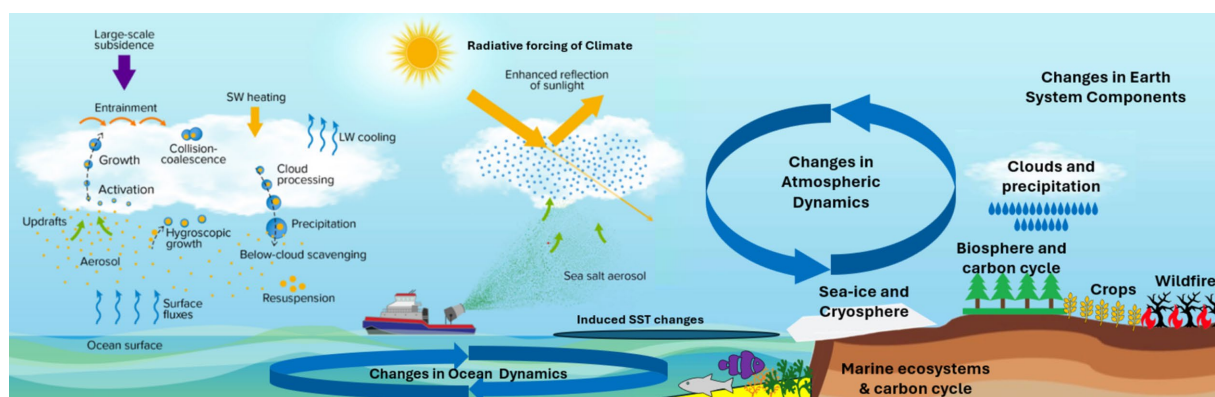 Large-scale
subsidence
Entrainment
SW heating
LW cooling
Collision-
coalescence
Growth
Activation
Cloud
processing
Updrafts
Hygroscopic
growth
Precipitation
Aerosol
Below-cloud scavenging
Resuspension
Surface
fluxes
Ocean surface
Radiative forcing of Climate
Enhanced reflection
of sunlight
Sea salt aerosol
Induced SST changes
Changes in Ocean Dynamics
Changes in
Atmospheric
Dynamics
Changes in Earth
System Components
Clouds and
precipitation
Biosphere and
carbon cycle
Sea-ice and
Cryosphere
Crops
Wildfire
Marine ecosystems
& carbon cycle